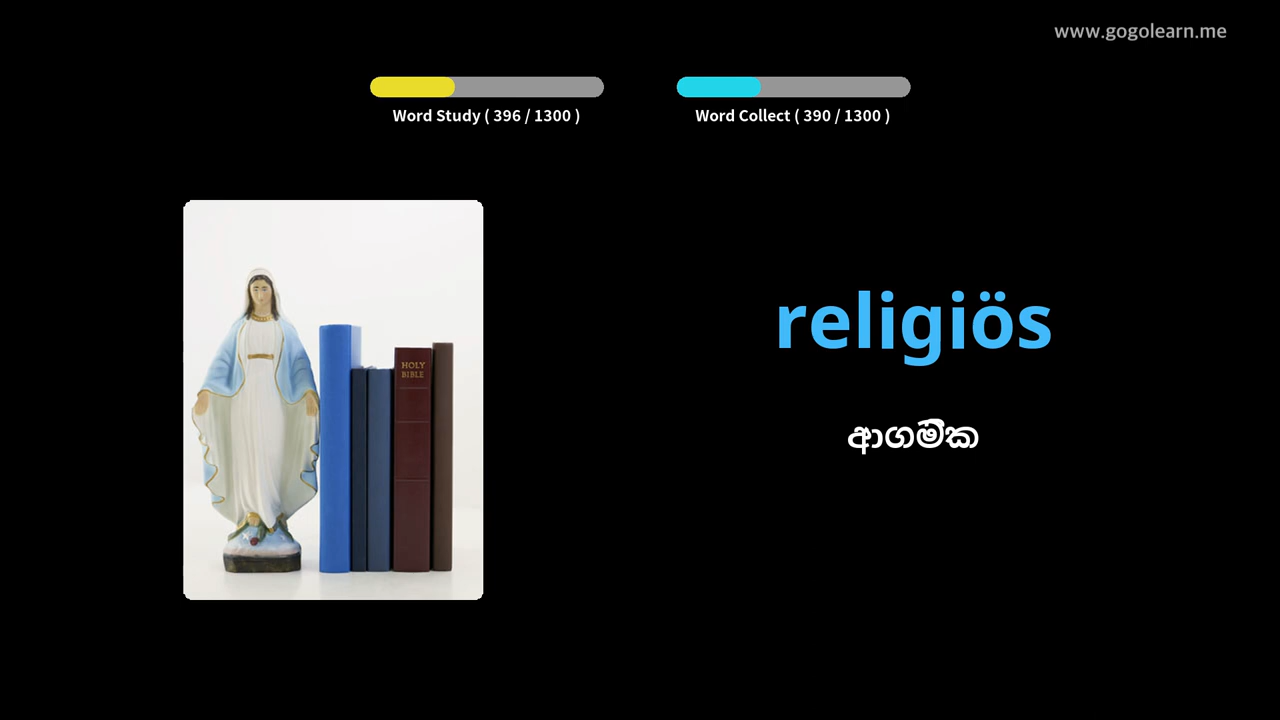 www.gogolearn.me
Word Study ( 396 / 1300 )
Word Collect ( 390 / 1300 )
HOLY
BIBLE
religiös
ආගමික